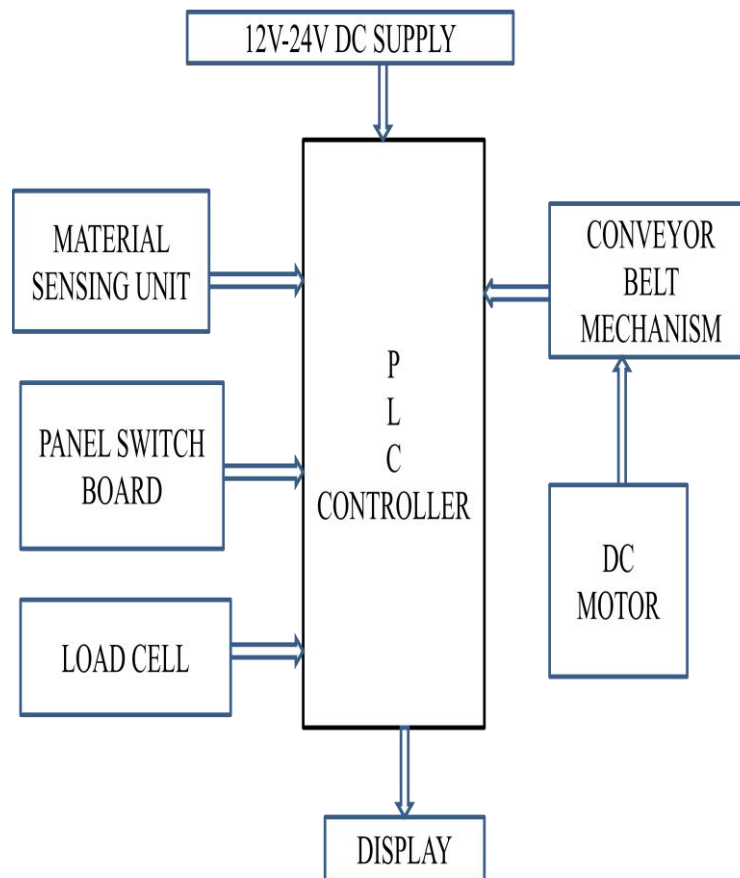 12V-24V DC SUPPLY
MATERIAL
SENSING UNIT
PANEL SWITCH
BOARD
LOAD CELL
P
L
C
CONTROLLER
CONVEYOR
BELT
MECHANISM
DC
MOTOR
DISPLAY